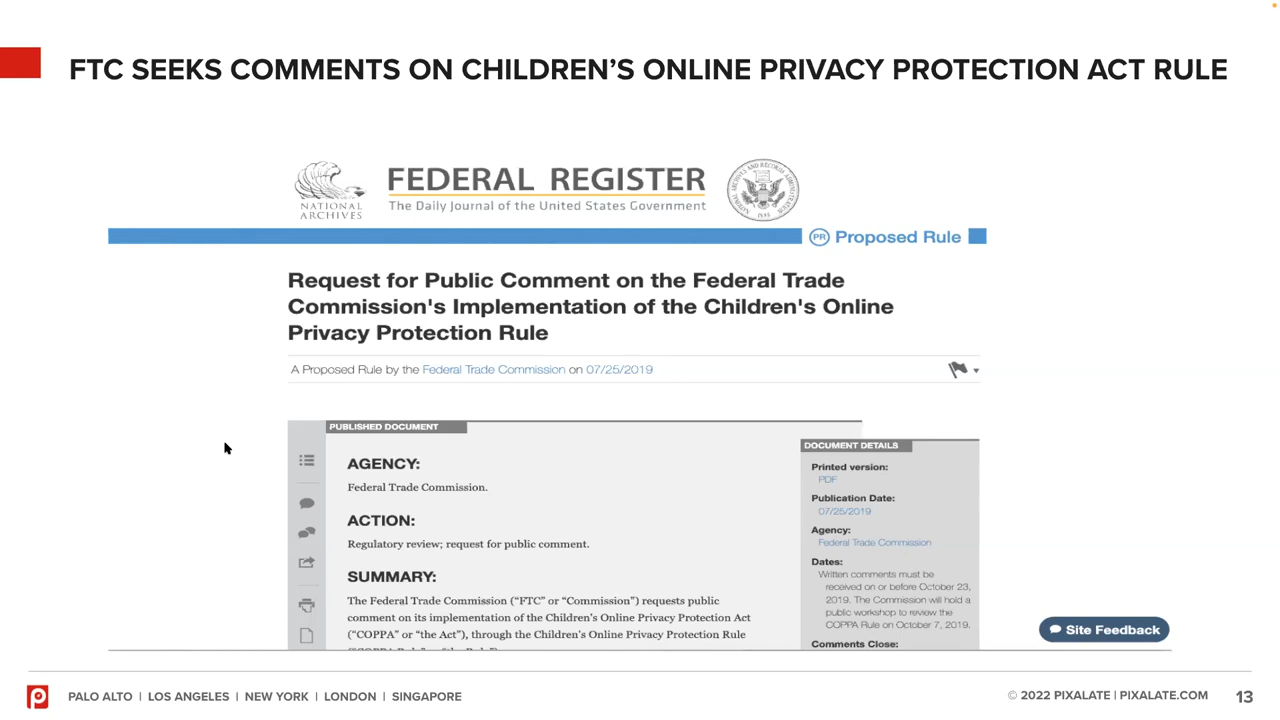 FTC SEEKS COMMENTS ON CHILDREN'S ONLINE PRIVACY PROTECTION ACT RULE
NATIONAL
ARCHIVES
FEDERAL REGISTER
The Daily Journal of the United States Government
PR Proposed Rule
Request for Public Comment on the Federal Trade
Commission's Implementation of the Children's Online
Privacy Protection Rule
A Proposed Rule by the Federal Trade Commission on 07/25/2019
PUBLISHED DOCUMENT
AGENCY:
Federal Trade Commission.
ACTION:
Regulatory review; request for public comment.
SUMMARY:
The Federal Trade Commission (“FTC” or “Commission”) requests public
comment on its implementation of the Children's Online Privacy Protection Act
(“COPPA” or “the Act”), through the Children's Online Privacy Protection Rule
DOCUMENT DETAILS
Printed version:
PDF
Publication Date:
07/25/2019
Agency:
Federal Trade Commission
Dates:
Written comments must be
received on or before October 23,
2019. The Commission will hold a
public workshop to review the
COPPA Rule on October 7, 2019.
Comments Close:
Site Feedback
PALO ALTO | LOS ANGELES | NEW YORK | LONDON | SINGAPORE
© 2022 PIXALATE | PIXALATE.COM
13